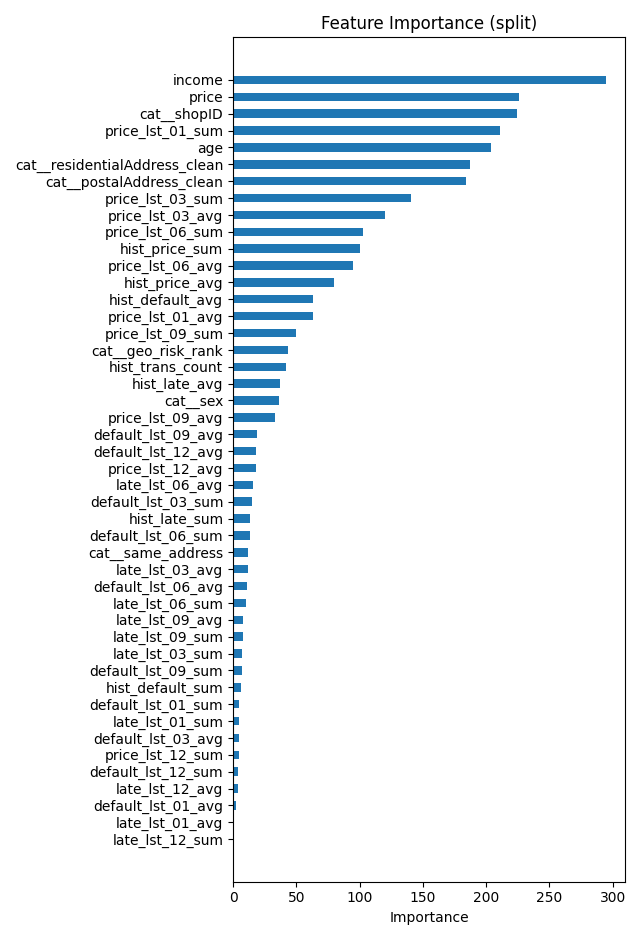 Feature Importance (split)
income
price
cat__shopID
price_lst_01_sum
age
cat__residentialAddress_clean
cat__postalAddress_clean
price_lst_03_sum
price_lst_03_avg
price_lst_06_sum
hist_price_sum
price_lst_06_avg
hist_price_avg
hist_default_avg
price_lst_01_avg
price_lst_09_sum
cat__geo_risk_rank
hist_trans_count
hist_late_avg
cat__sex
price_lst_09_avg
default_lst_09_avg
default_lst_12_avg
price_lst_12_avg
late_lst_06_avg
default_lst_03_sum
hist_late_sum
default_lst_06_sum
cat__same_address
late_lst_03_avg
default_lst_06_avg
late_lst_06_sum
late_lst_09_avg
late_lst_09_sum
late_lst_03_sum
default_lst_09_sum
hist_default_sum
default_lst_01_sum
late_lst_01_sum
default_lst_03_avg
price_lst_12_sum
default_lst_12_sum
late_lst_12_avg
default_lst_01_avg
late_lst_01_avg
late_lst_12_sum
0 50 100 150 200 250 300
Importance